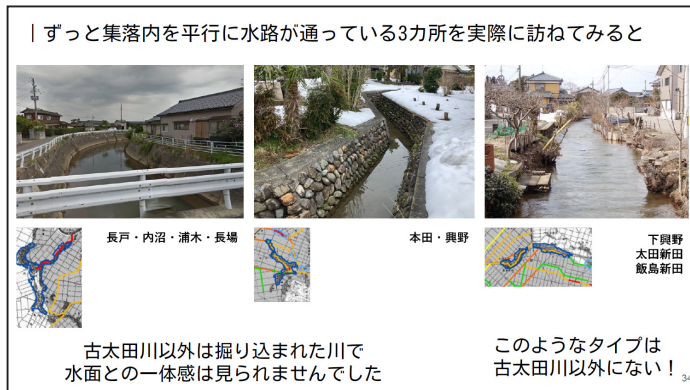 | ずっと集落内を平行に水路が通っている3カ所を実際に訪ねてみると
長戸・内沼・浦木・長場
本田・興野
下興野
太田新田
飯島新田
古太田川以外は掘り込まれた川で
水面との一体感は見られませんでした
このようなタイプは
古太田川以外にない！
34